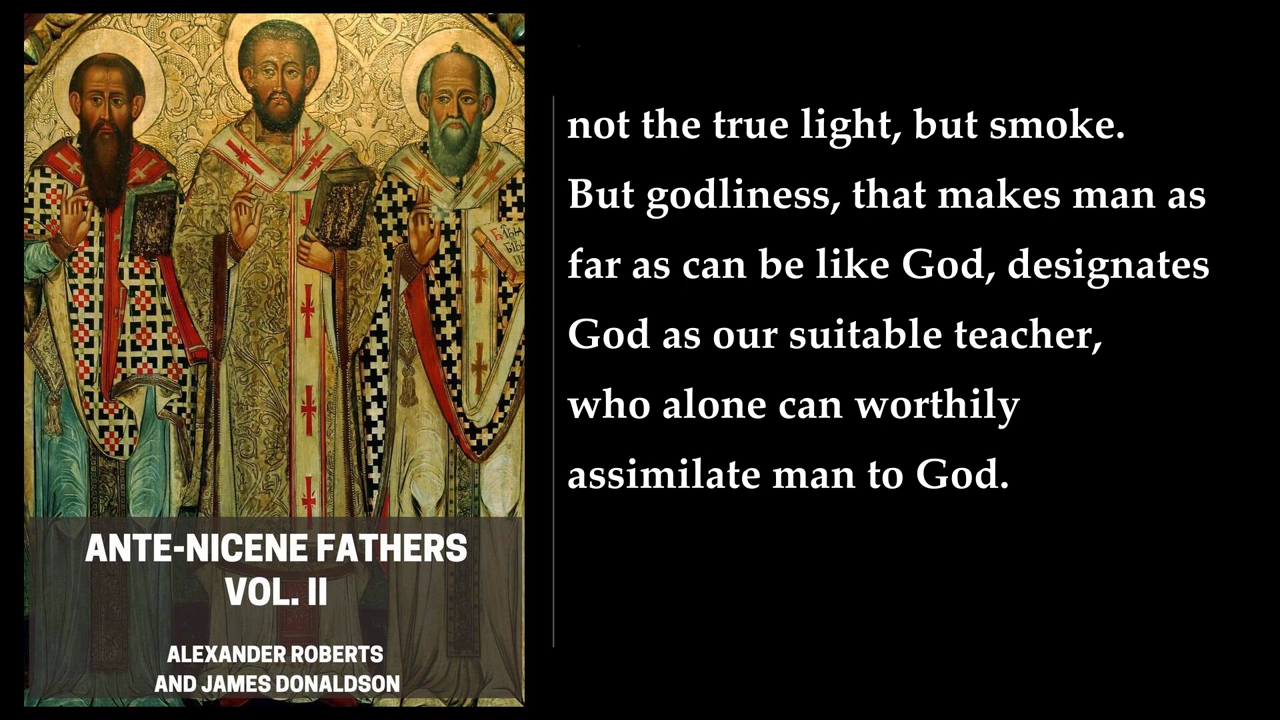 not the true light, but smoke.
But godliness, that makes man as
far as can be like God, designates
God as our suitable teacher,
who alone can worthily
assimilate man to God.
ANTE-NICENE FATHERS
VOL. II
ALEXANDER ROBERTS
AND JAMES DONALDSON